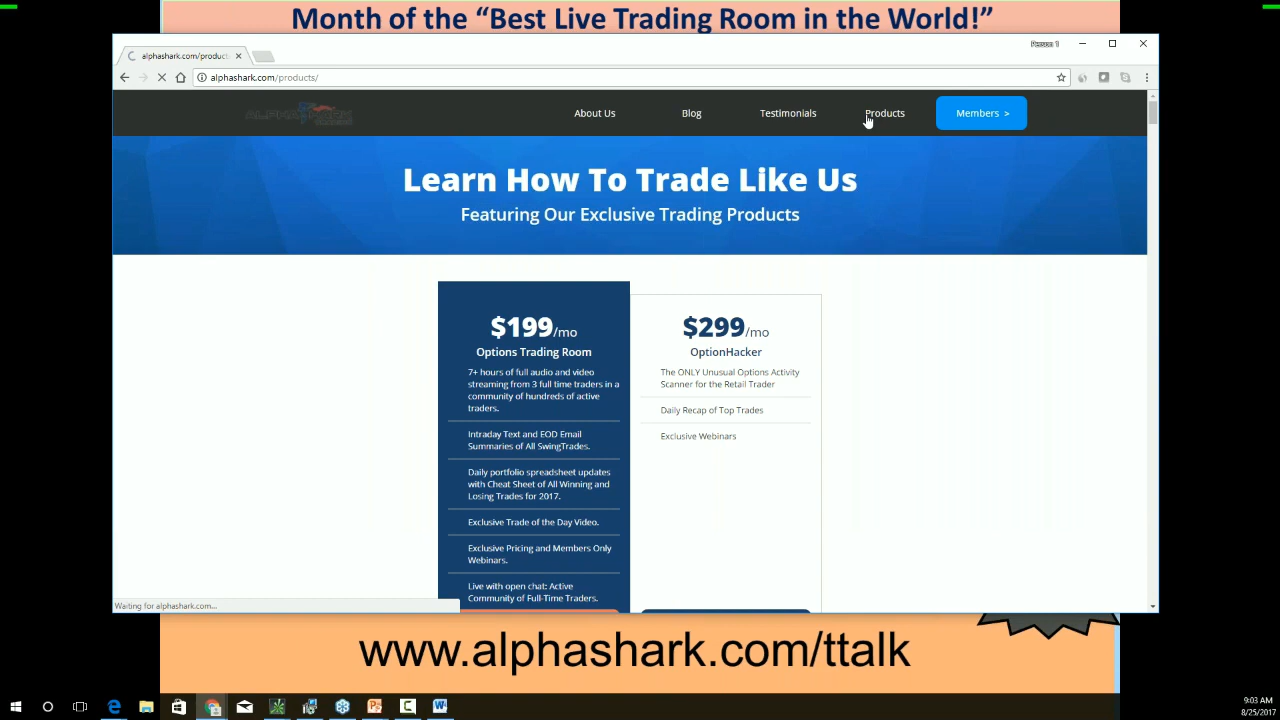 Month of the “Best Live Trading Room in the World!”
Person 1
alphashark.com/product
alphashark.com/products/
ALPHASHARK
About Us
Blog
Testimonials
Products
Members >
Learn How To Trade Like Us
Featuring Our Exclusive Trading Products
$199/mo
Options Trading Room
7+ hours of full audio and video
streaming from 3 full time traders in a
community of hundreds of active
traders.
Intraday Text and EOD Email
Summaries of All SwingTrades.
Daily portfolio spreadsheet updates
with Cheat Sheet of All Winning and
Losing Trades for 2017.
Exclusive Trade of the Day Video.
Exclusive Pricing and Members Only
Webinars.
Live with open chat: Active
Community of Full-Time Traders.
$299/mo
OptionHacker
The ONLY Unusual Options Activity
Scanner for the Retail Trader
Daily Recap of Top Trades
Exclusive Webinars
Waiting for alphashark.com...
www.alphashark.com/ttalk
9:03 AM
8/25/2017